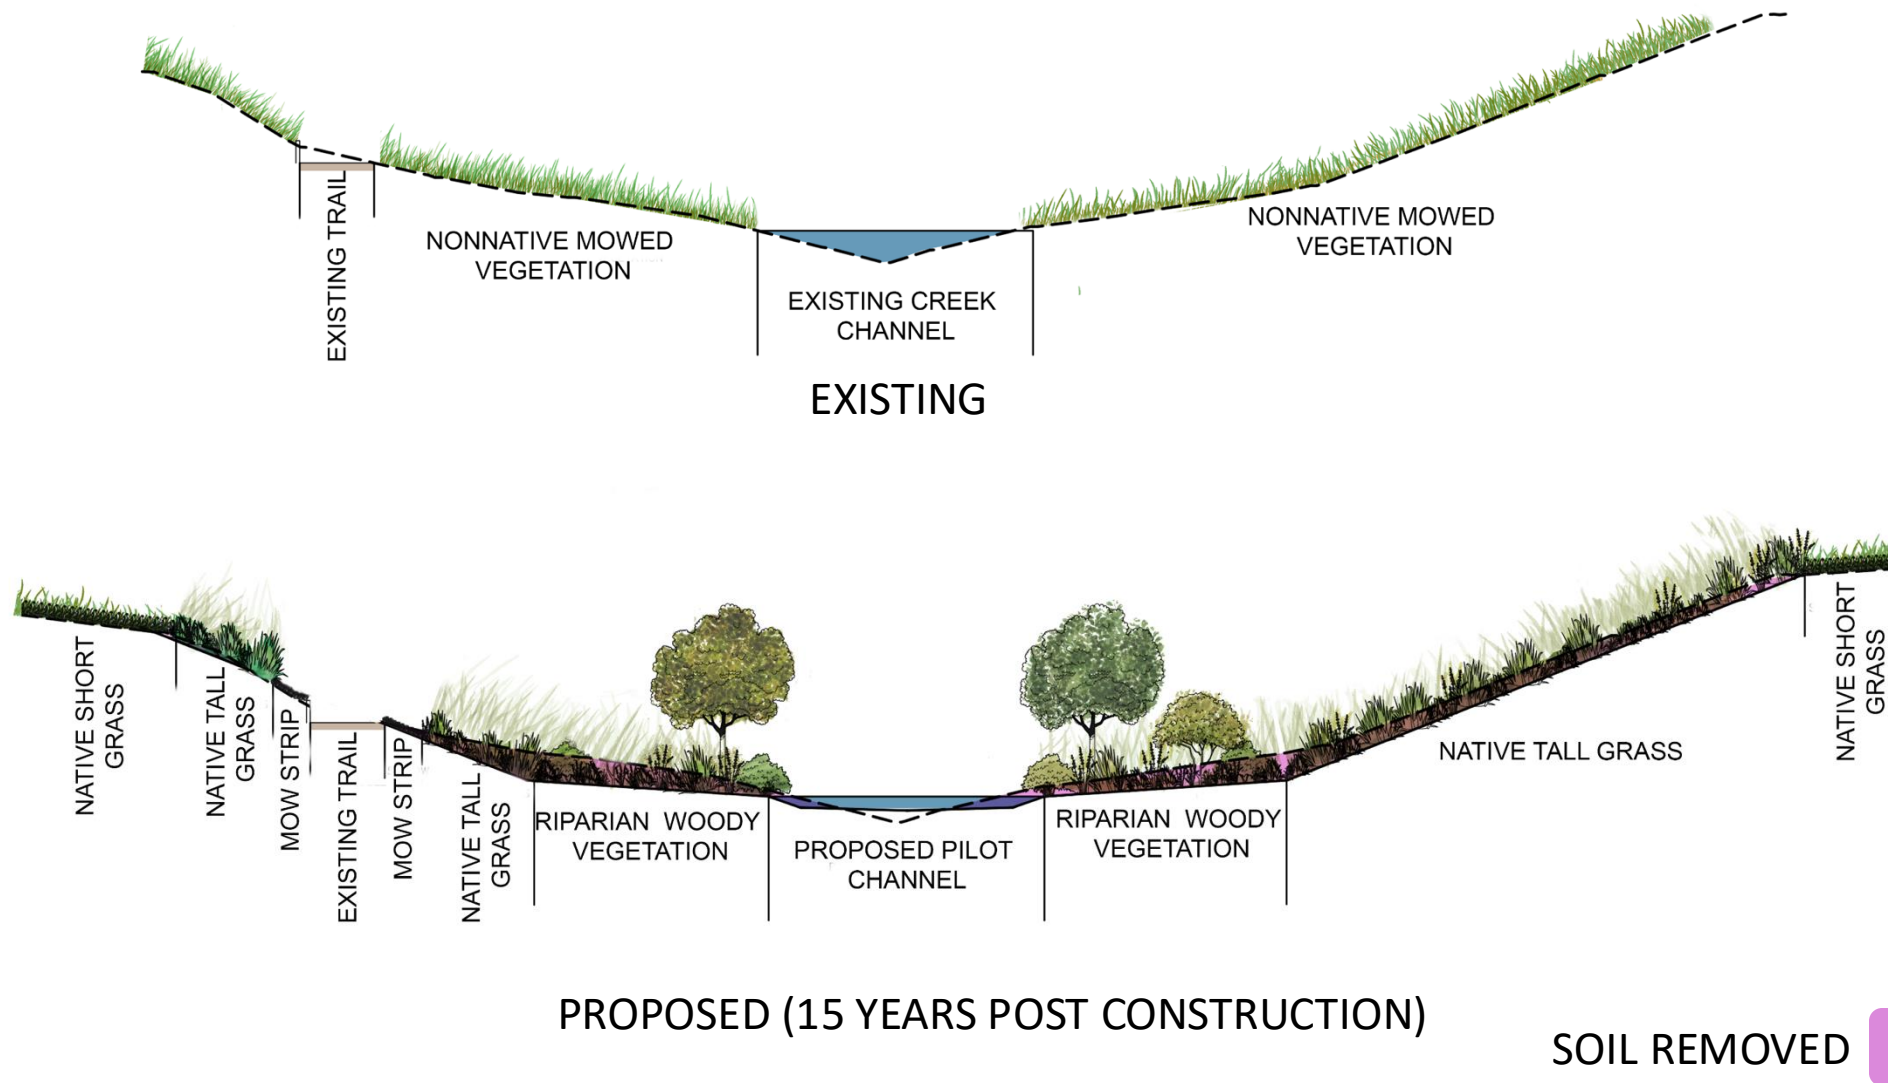 EXISTING TRAIL
NONNATIVE MOWED
VEGETATION
EXISTING CREEK
CHANNEL
NONNATIVE MOWED
VEGETATION
EXISTING
NATIVE SHORT
GRASS
NATIVE TALL
GRASS
MOW STRIP
EXISTING TRAIL
MOW STRIP
NATIVE TALL
GRASS
RIPARIAN WOODY
VEGETATION
PROPOSED PILOT
CHANNEL
RIPARIAN WOODY
VEGETATION
NATIVE TALL GRASS
NATIVE SHORT
GRASS
PROPOSED (15 YEARS POST CONSTRUCTION)
SOIL REMOVED